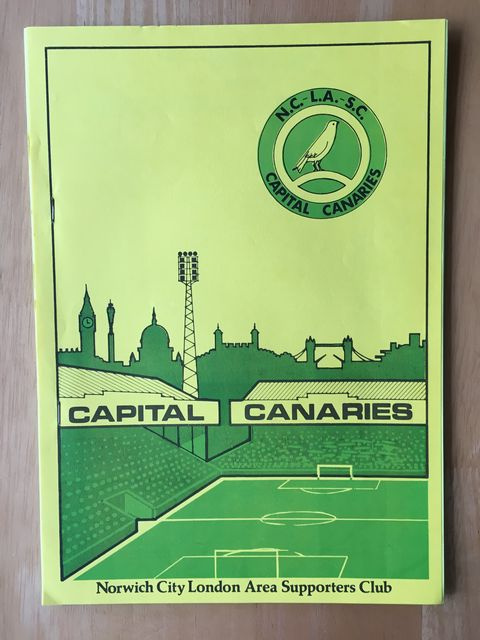 N.C.-L.A.-S.C.
CAPITAL CANARIES
CAPITAL CANARIES
Norwich City London Area Supporters Club